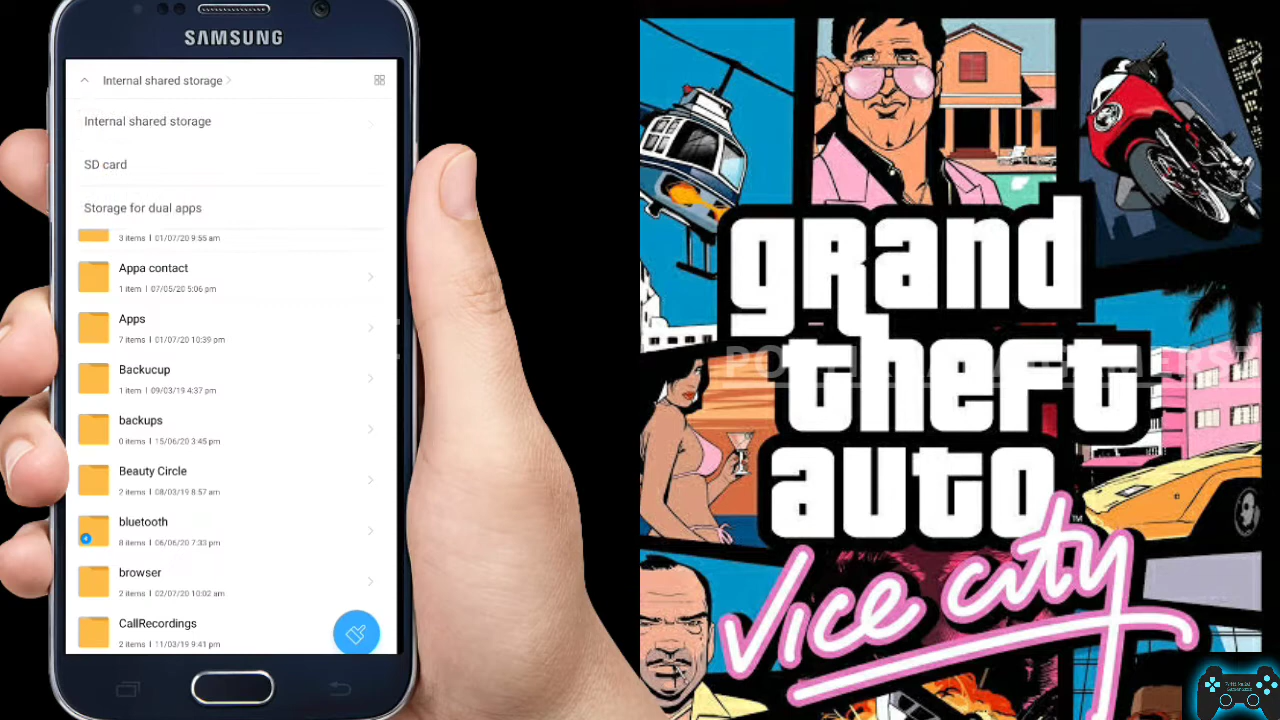 SAMSUNG
Internal shared storage
Internal shared storage
SD card
Storage for dual apps
3 items | 01/07/20 9:55 am
Appa contact
1 item | 07/05/20 5:06 pm
Apps
7 items | 01/07/20 10:39 pm
Backucup
1 item | 09/03/19 4:37 pm
backups
0 items | 15/06/20 3:45 pm
Beauty Circle
2 items | 08/03/19 8:57 am
bluetooth
8 items | 06/06/20 7:33 pm
browser
2 items | 02/07/20 10:02 am
CallRecordings
2 items | 11/03/19 9:41 pm
grand
theft
auto
TM
vice city